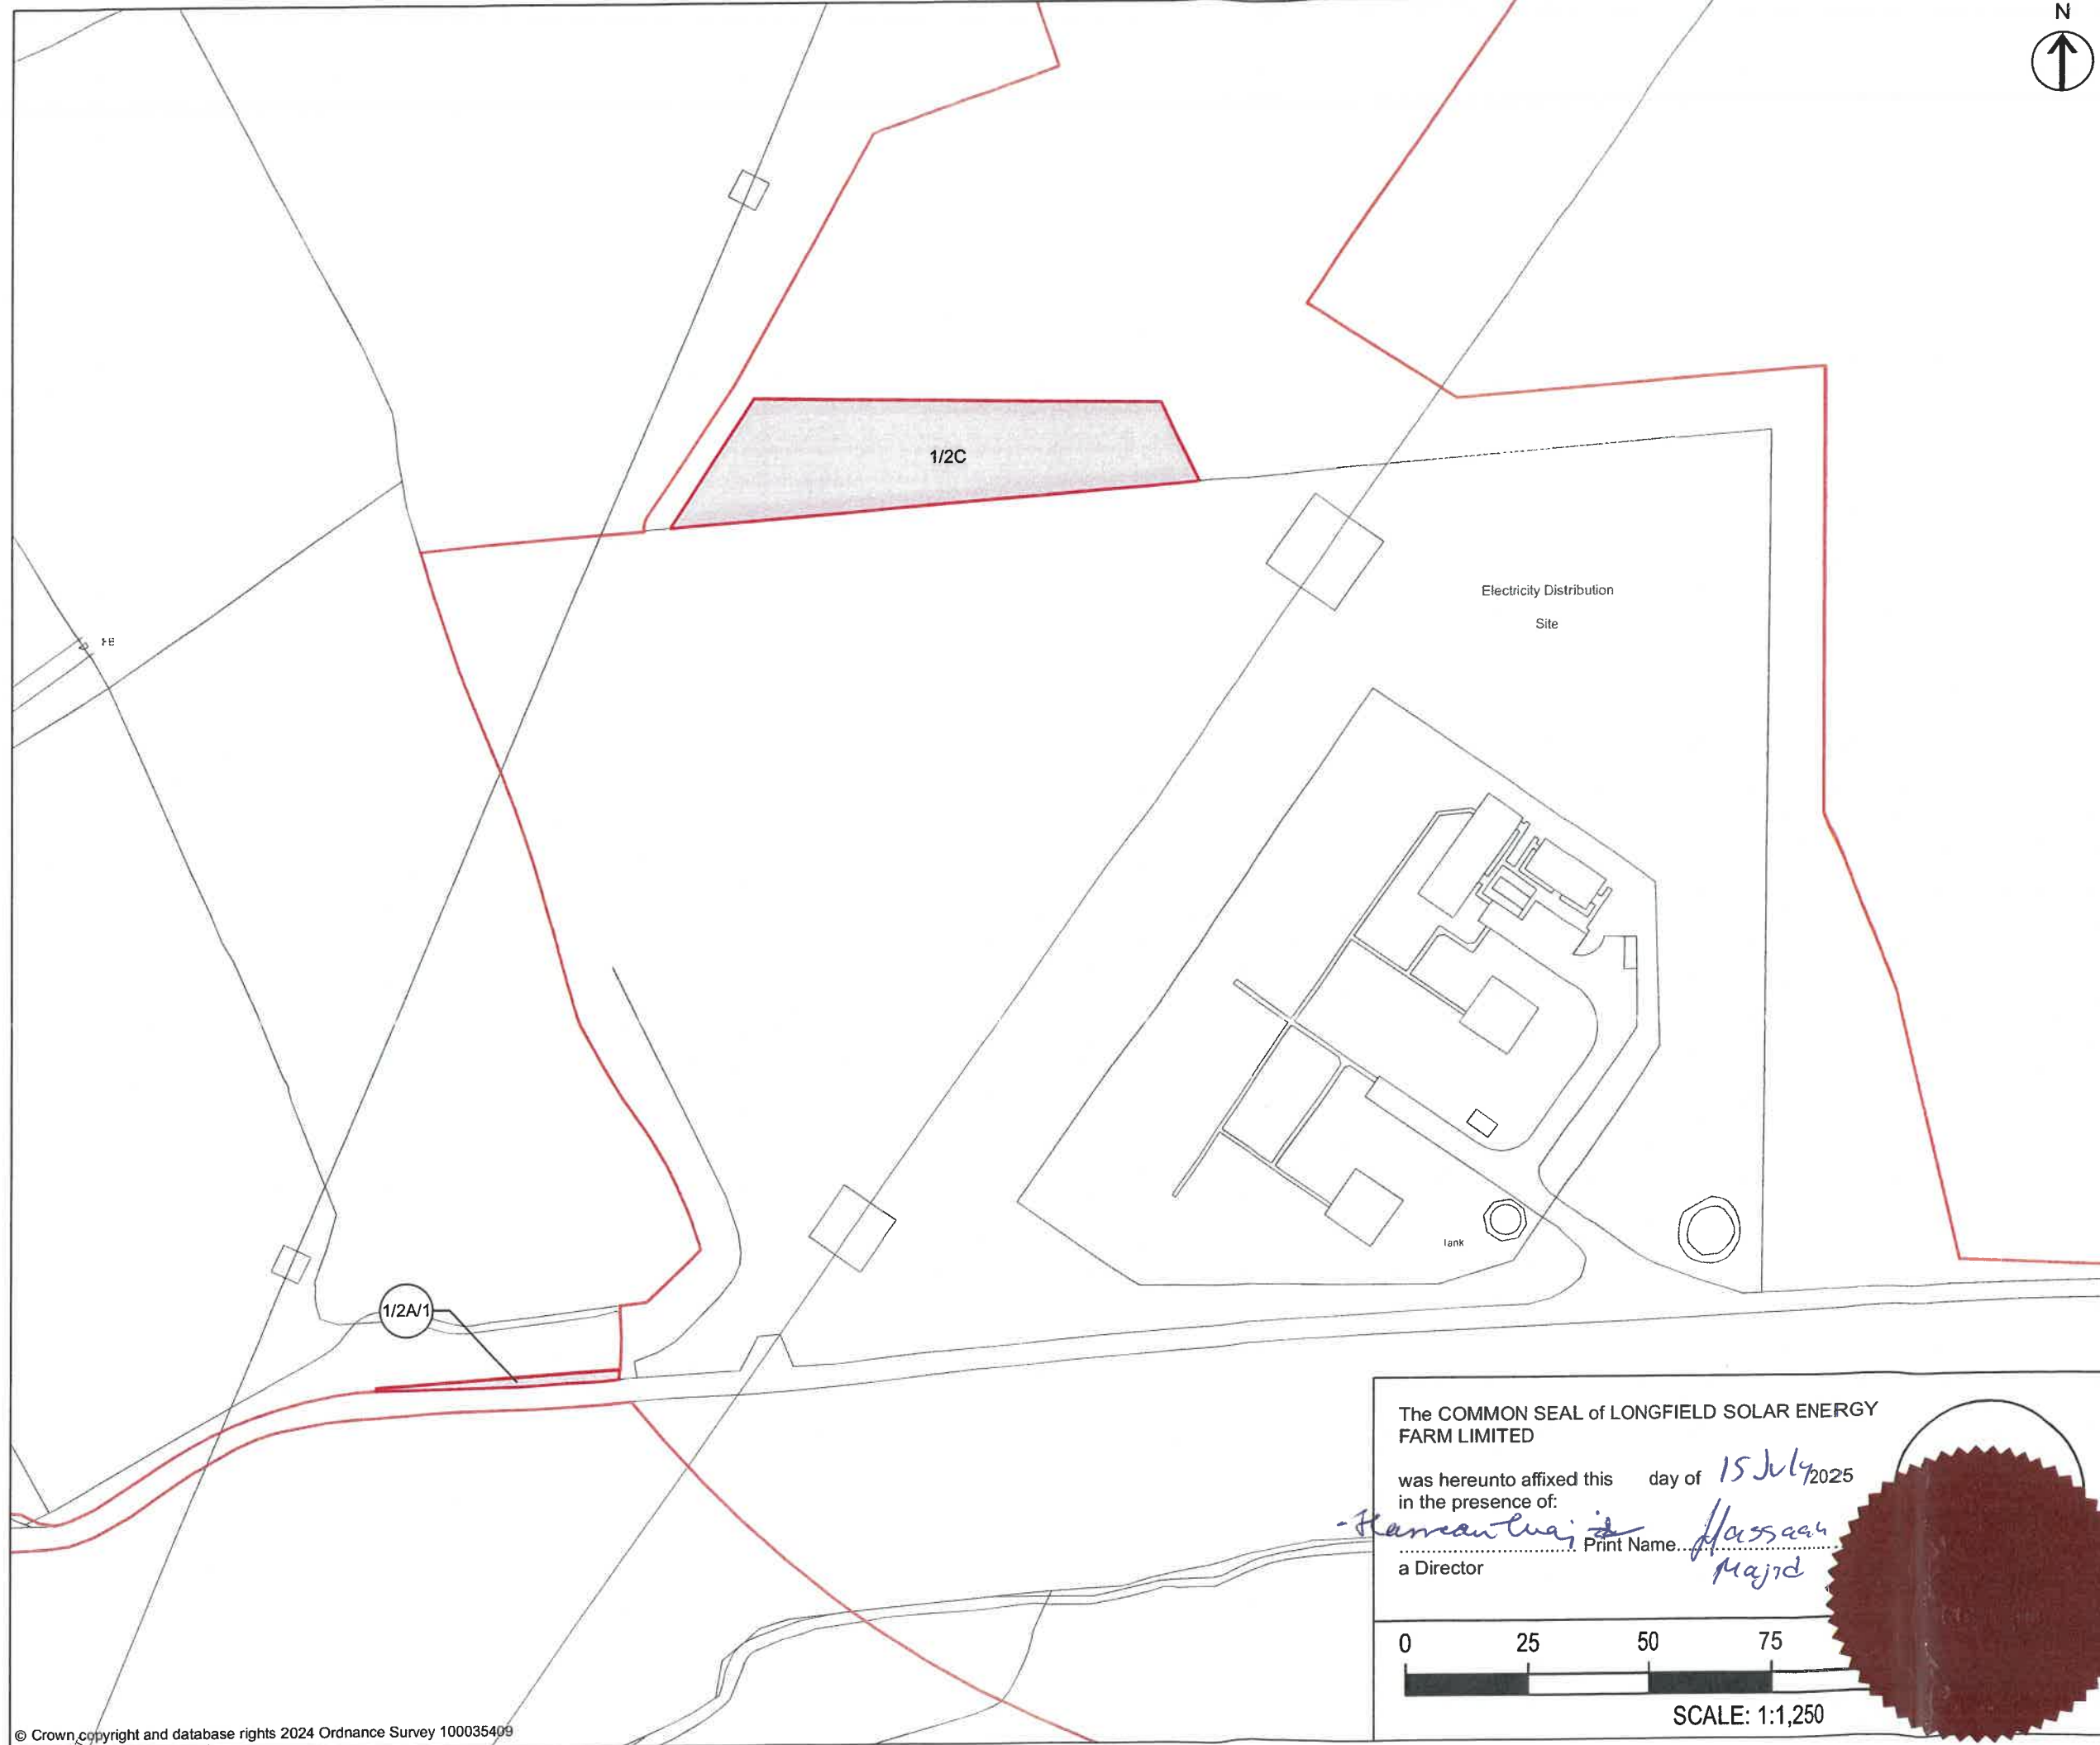 N
1/2C
Electricity Distribution
Site
Tank
1/2A/1
The COMMON SEAL of LONGFIELD SOLAR ENERGY
FARM LIMITED
was hereunto affixed this day of 15 July 2025
in the presence of:
Print Name Hassaan
Majid
a Director
0 25 50 75
SCALE: 1:1,250
© Crown copyright and database rights 2024 Ordnance Survey 100035409